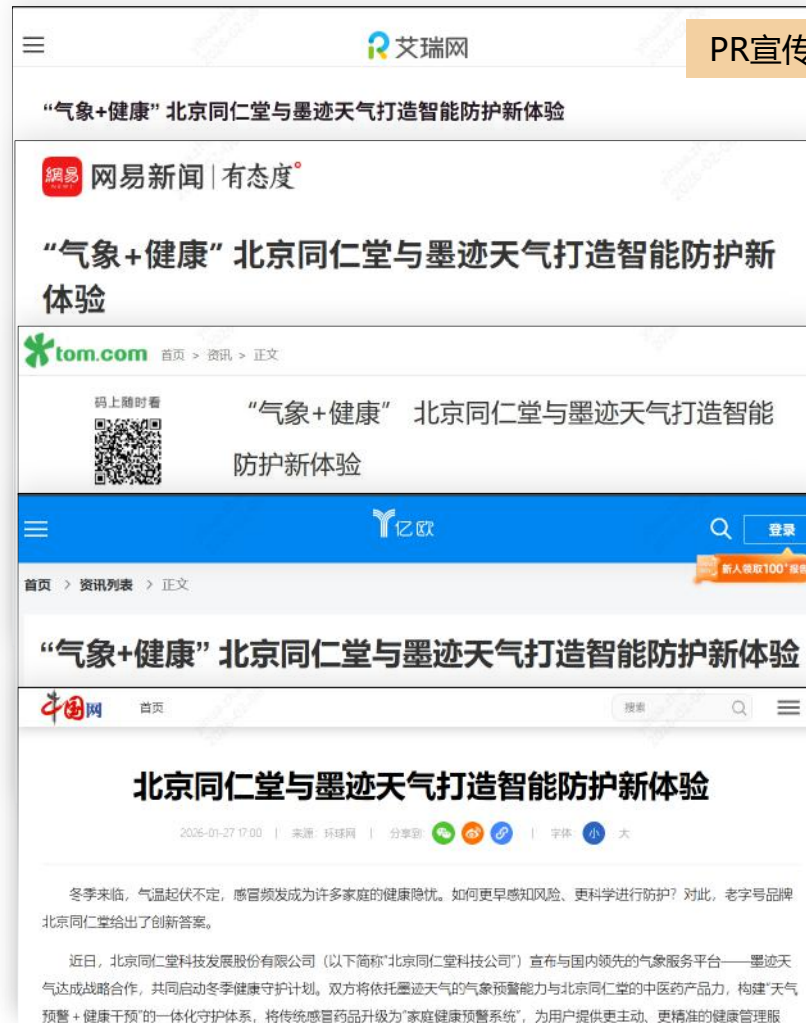 艾瑞网
PR宣传
“气象+健康” 北京同仁堂与墨迹天气打造智能防护新体验
網易 网易新闻 | 有态度°
NEWS
“气象+健康” 北京同仁堂与墨迹天气打造智能防护新
体验
tom.com 首页 > 资讯 > 正文
码上随时看
“气象+健康” 北京同仁堂与墨迹天气打造智能
防护新体验
亿欧
登录
新人领取100+报告
首页 > 资讯列表 > 正文
“气象+健康” 北京同仁堂与墨迹天气打造智能防护新体验
中国网 首页 搜索
北京同仁堂与墨迹天气打造智能防护新体验
2026-01-27 17:00 | 来源: 环球网 | 分享到 | 字体 小 大
冬季来临，气温起伏不定，感冒频发成为许多家庭的健康隐忧。如何更早感知风险、更科学进行防护？对此，老字号品牌
北京同仁堂给出了创新答案。
近日，北京同仁堂科技发展股份有限公司（以下简称“北京同仁堂科技公司”）宣布与国内领先的气象服务平台——墨迹天
气达成战略合作，共同启动冬季健康守护计划。双方将依托墨迹天气的气象预警能力与北京同仁堂的中医药产品力，构建“天气
预警＋健康干预”的一体化守护体系，将传统感冒药品升级为“家庭健康预警系统”，为用户提供更主动、更精准的健康管理服